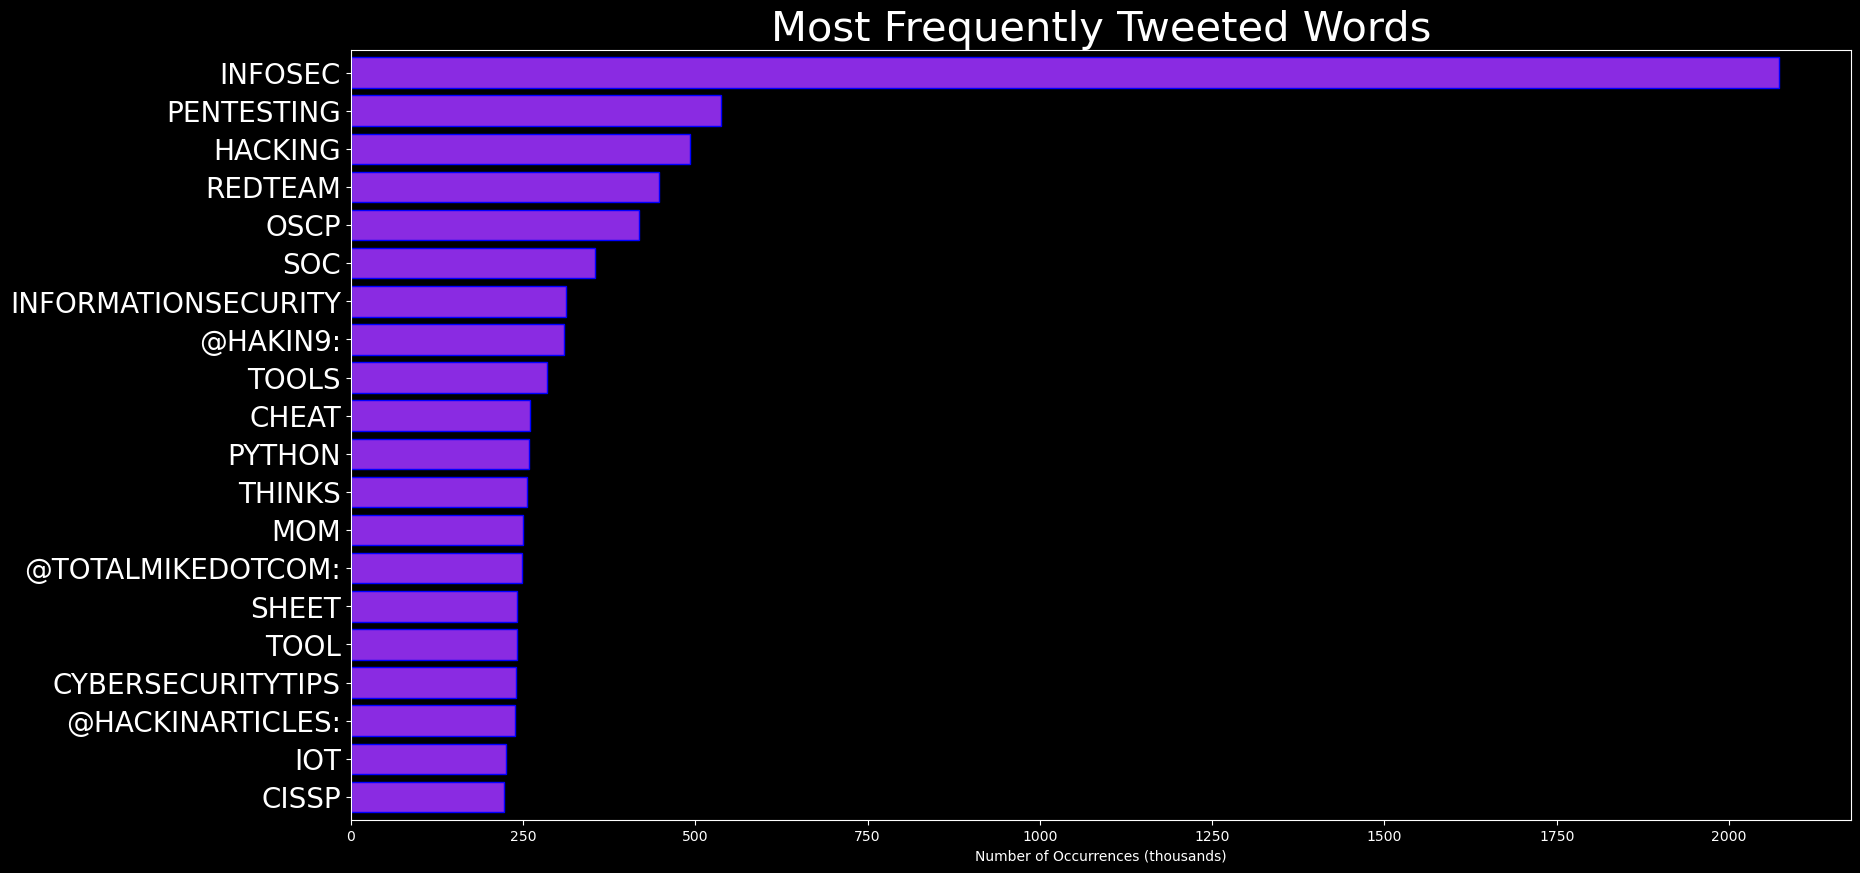 Most Frequently Tweeted Words
INFOSEC
PENTESTING
HACKING
REDTEAM
OSCP
SOC
INFORMATIONSECURITY
@HAKIN9:
TOOLS
CHEAT
PYTHON
THINKS
MOM
@TOTALMIKEDOTCOM:
SHEET
TOOL
CYBERSECURITYTIPS
@HACKINARTICLES:
IOT
CISSP
0 250 500 750 1000 1250 1500 1750 2000
Number of Occurrences (thousands)